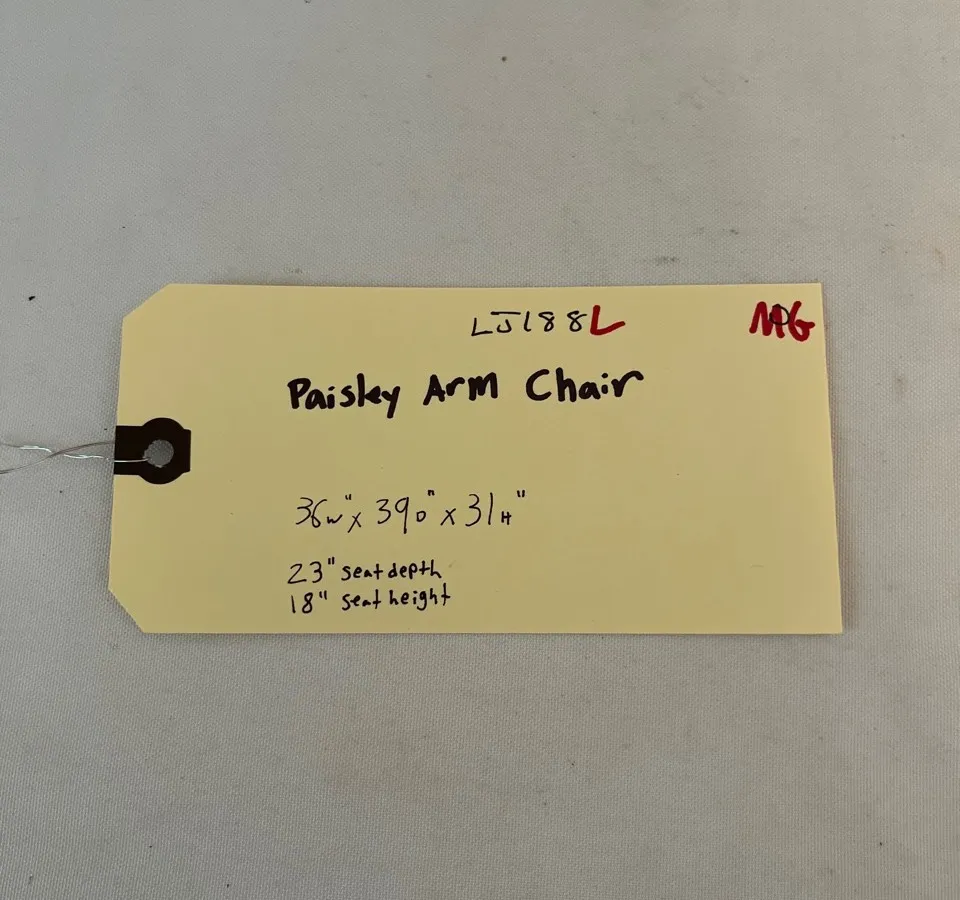 LJ188L MG
Paisley Arm Chair
36w" x 39D" x 31H"
23" seat depth
18" seat height